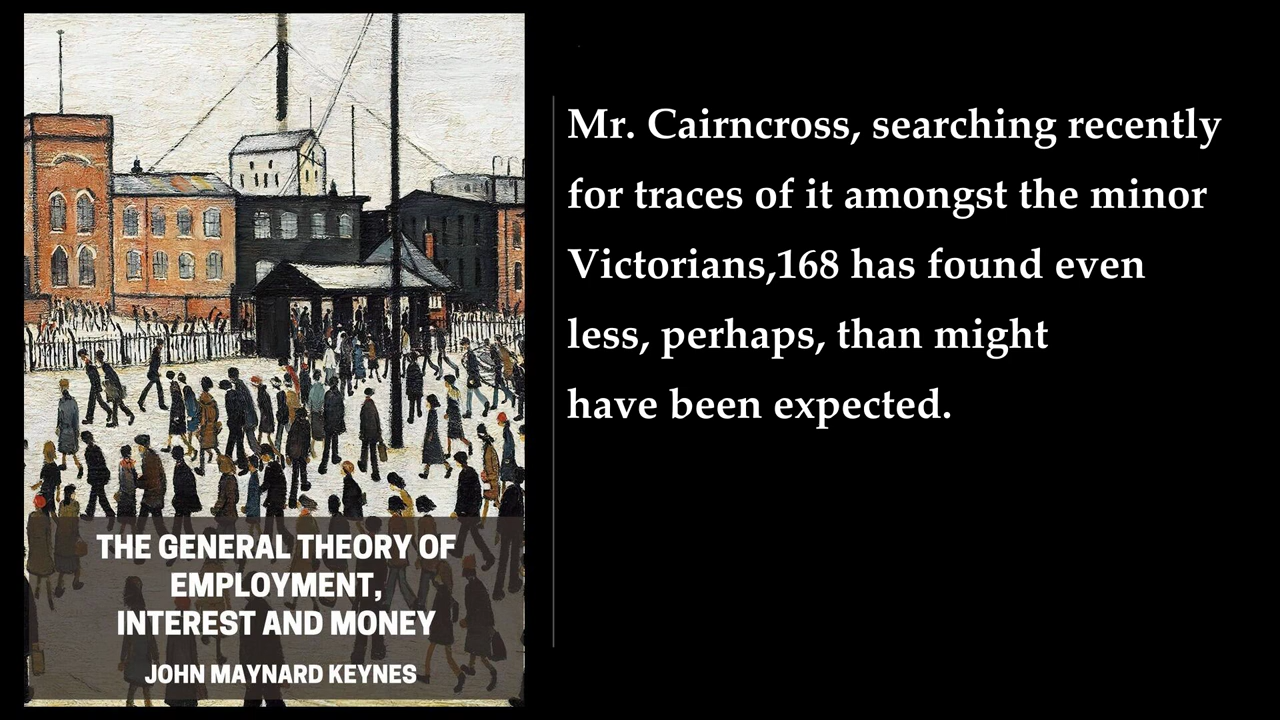 THE GENERAL THEORY OF
EMPLOYMENT,
INTEREST AND MONEY
JOHN MAYNARD KEYNES
Mr. Cairncross, searching recently
for traces of it amongst the minor
Victorians,168 has found even
less, perhaps, than might
have been expected.